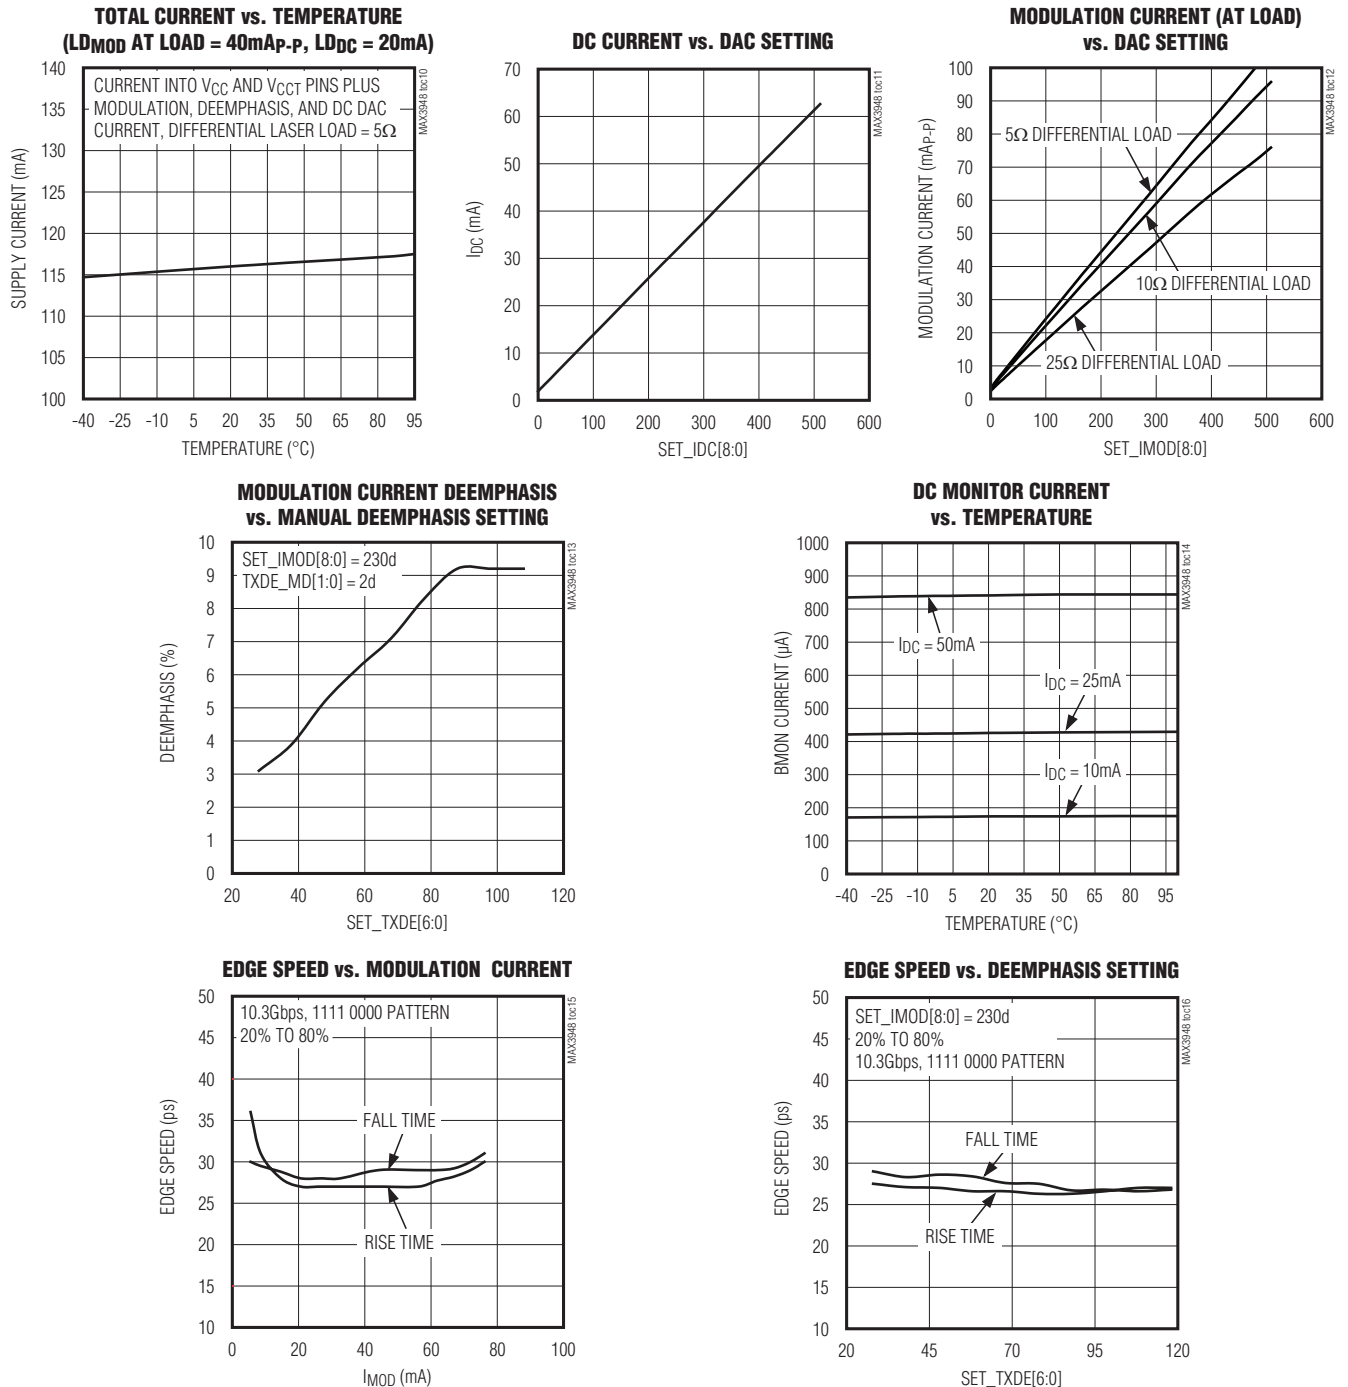 TOTAL CURRENT vs. TEMPERATURE
(LDMOD AT LOAD = 40mAP-P, LDDC = 20mA)
CURRENT INTO VCC AND VCCT PINS PLUS
MODULATION, DEEMPHASIS, AND DC DAC
CURRENT, DIFFERENTIAL LASER LOAD = 5Ω
MAX3948 toc10
SUPPLY CURRENT (mA)
140
135
130
125
120
115
110
105
100
-40 -25 -10 5 20 35 50 65 80 95
TEMPERATURE (°C)
DC CURRENT vs. DAC SETTING
MAX3948 toc11
IDC (mA)
70
60
50
40
30
20
10
0
0 100 200 300 400 500 600
SET_IDC[8:0]
MODULATION CURRENT (AT LOAD)
vs. DAC SETTING
MAX3948 toc12
MODULATION CURRENT (mAP-P)
100
90
80
70
60
50
40
30
20
10
0
5Ω DIFFERENTIAL LOAD
10Ω DIFFERENTIAL LOAD
25Ω DIFFERENTIAL LOAD
0 100 200 300 400 500 600
SET_IMOD[8:0]
MODULATION CURRENT DEEMPHASIS
vs. MANUAL DEEMPHASIS SETTING
SET_IMOD[8:0] = 230d
TXDE_MD[1:0] = 2d
MAX3948 toc13
DEEMPHASIS (%)
10
9
8
7
6
5
4
3
2
1
0
20 40 60 80 100 120
SET_TXDE[6:0]
DC MONITOR CURRENT
vs. TEMPERATURE
MAX3948 toc14
BMON CURRENT (µA)
1000
900
800
700
600
500
400
300
200
100
0
IDC = 50mA
IDC = 25mA
IDC = 10mA
-40 -25 -10 5 20 35 50 65 95
TEMPERATURE (°C)
EDGE SPEED vs. MODULATION CURRENT
10.3Gbps, 1111 0000 PATTERN
20% TO 80%
MAX3948 toc15
EDGE SPEED (ps)
50
45
40
35
30
25
20
15
10
FALL TIME
RISE TIME
0 20 40 60 80 100
IMOD (mA)
EDGE SPEED vs. DEEMPHASIS SETTING
SET_IMOD[8:0] = 230d
20% TO 80%
10.3Gbps, 1111 0000 PATTERN
MAX3948 toc16
EDGE SPEED (ps)
50
45
40
35
30
25
20
15
10
FALL TIME
RISE TIME
20 45 70 95 120
SET_TXDE[6:0]